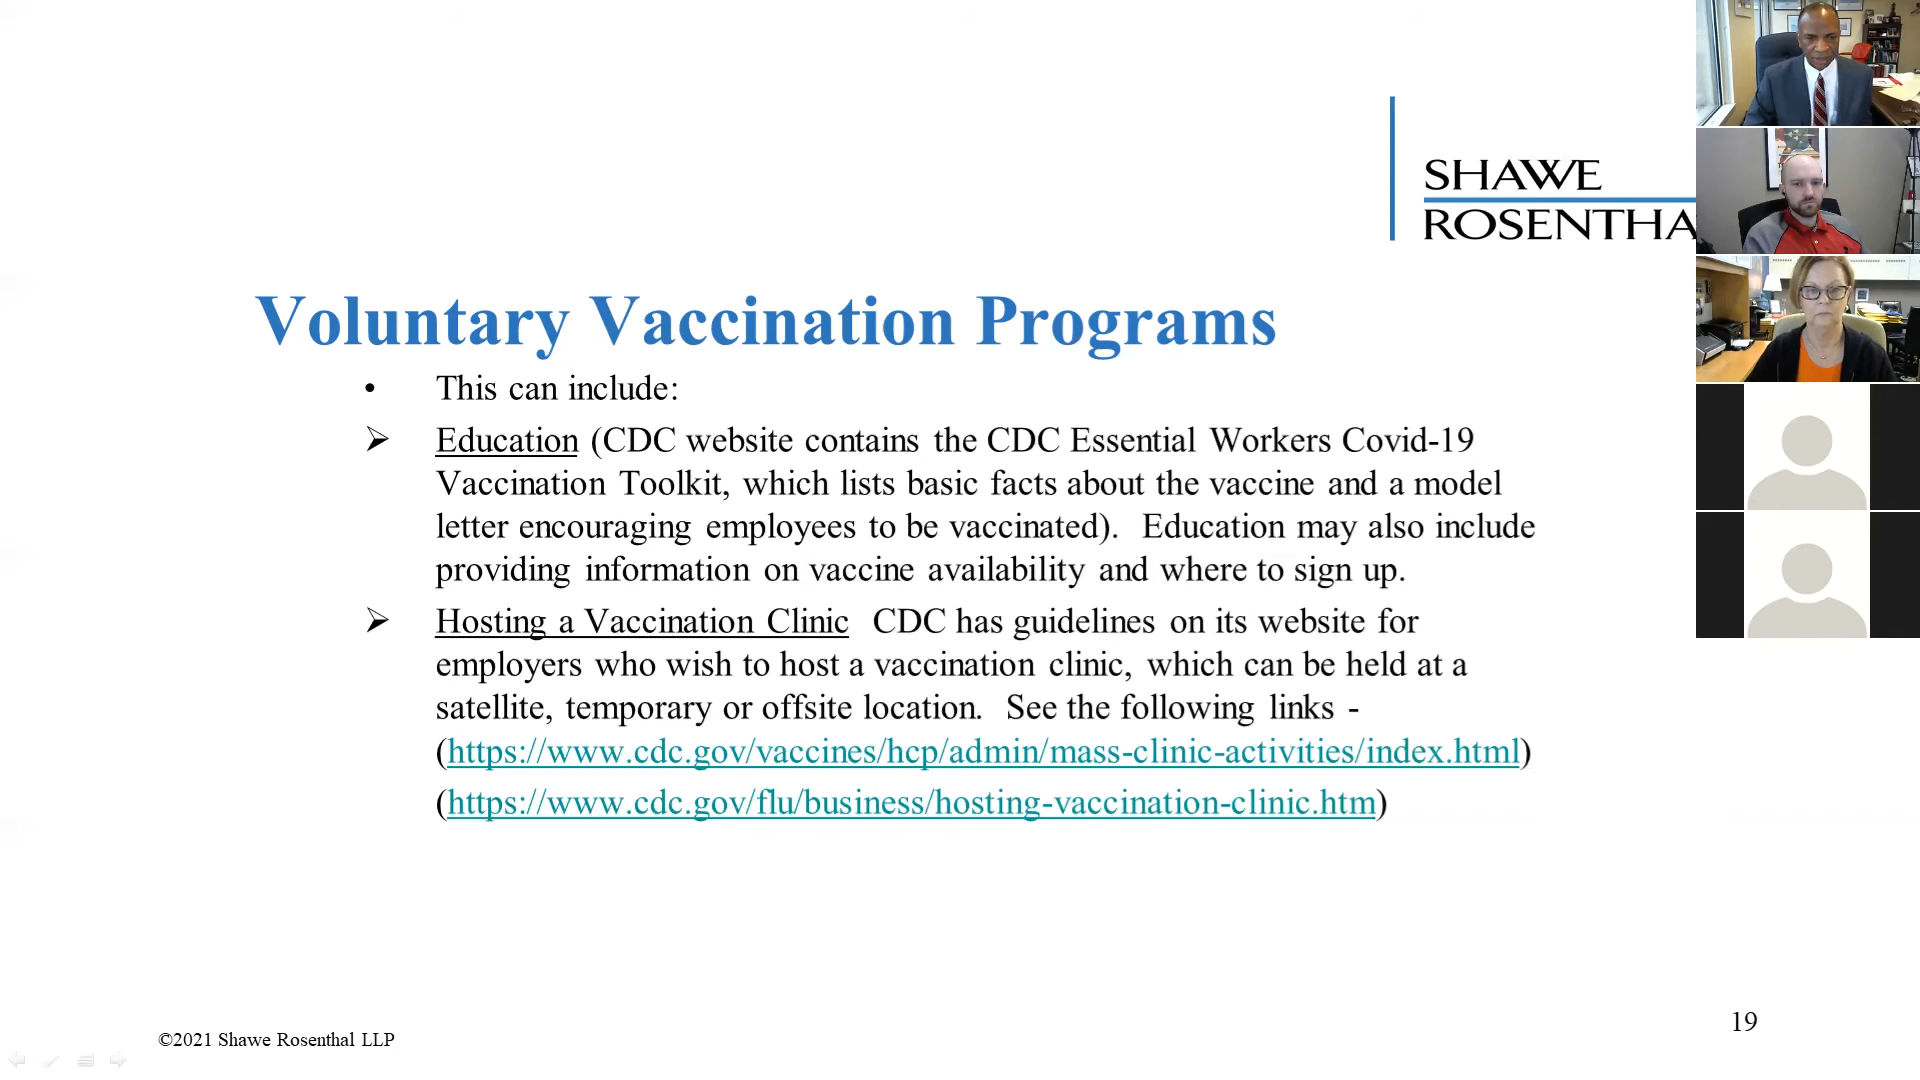 SHAWE
ROSENTHA
Voluntary Vaccination Programs
• This can include:
➢ Education (CDC website contains the CDC Essential Workers Covid-19
Vaccination Toolkit, which lists basic facts about the vaccine and a model
letter encouraging employees to be vaccinated). Education may also include
providing information on vaccine availability and where to sign up.
➢ Hosting a Vaccination Clinic CDC has guidelines on its website for
employers who wish to host a vaccination clinic, which can be held at a
satellite, temporary or offsite location. See the following links -
(https://www.cdc.gov/vaccines/hcp/admin/mass-clinic-activities/index.html)
(https://www.cdc.gov/flu/business/hosting-vaccination-clinic.htm)
©2021 Shawe Rosenthal LLP
19